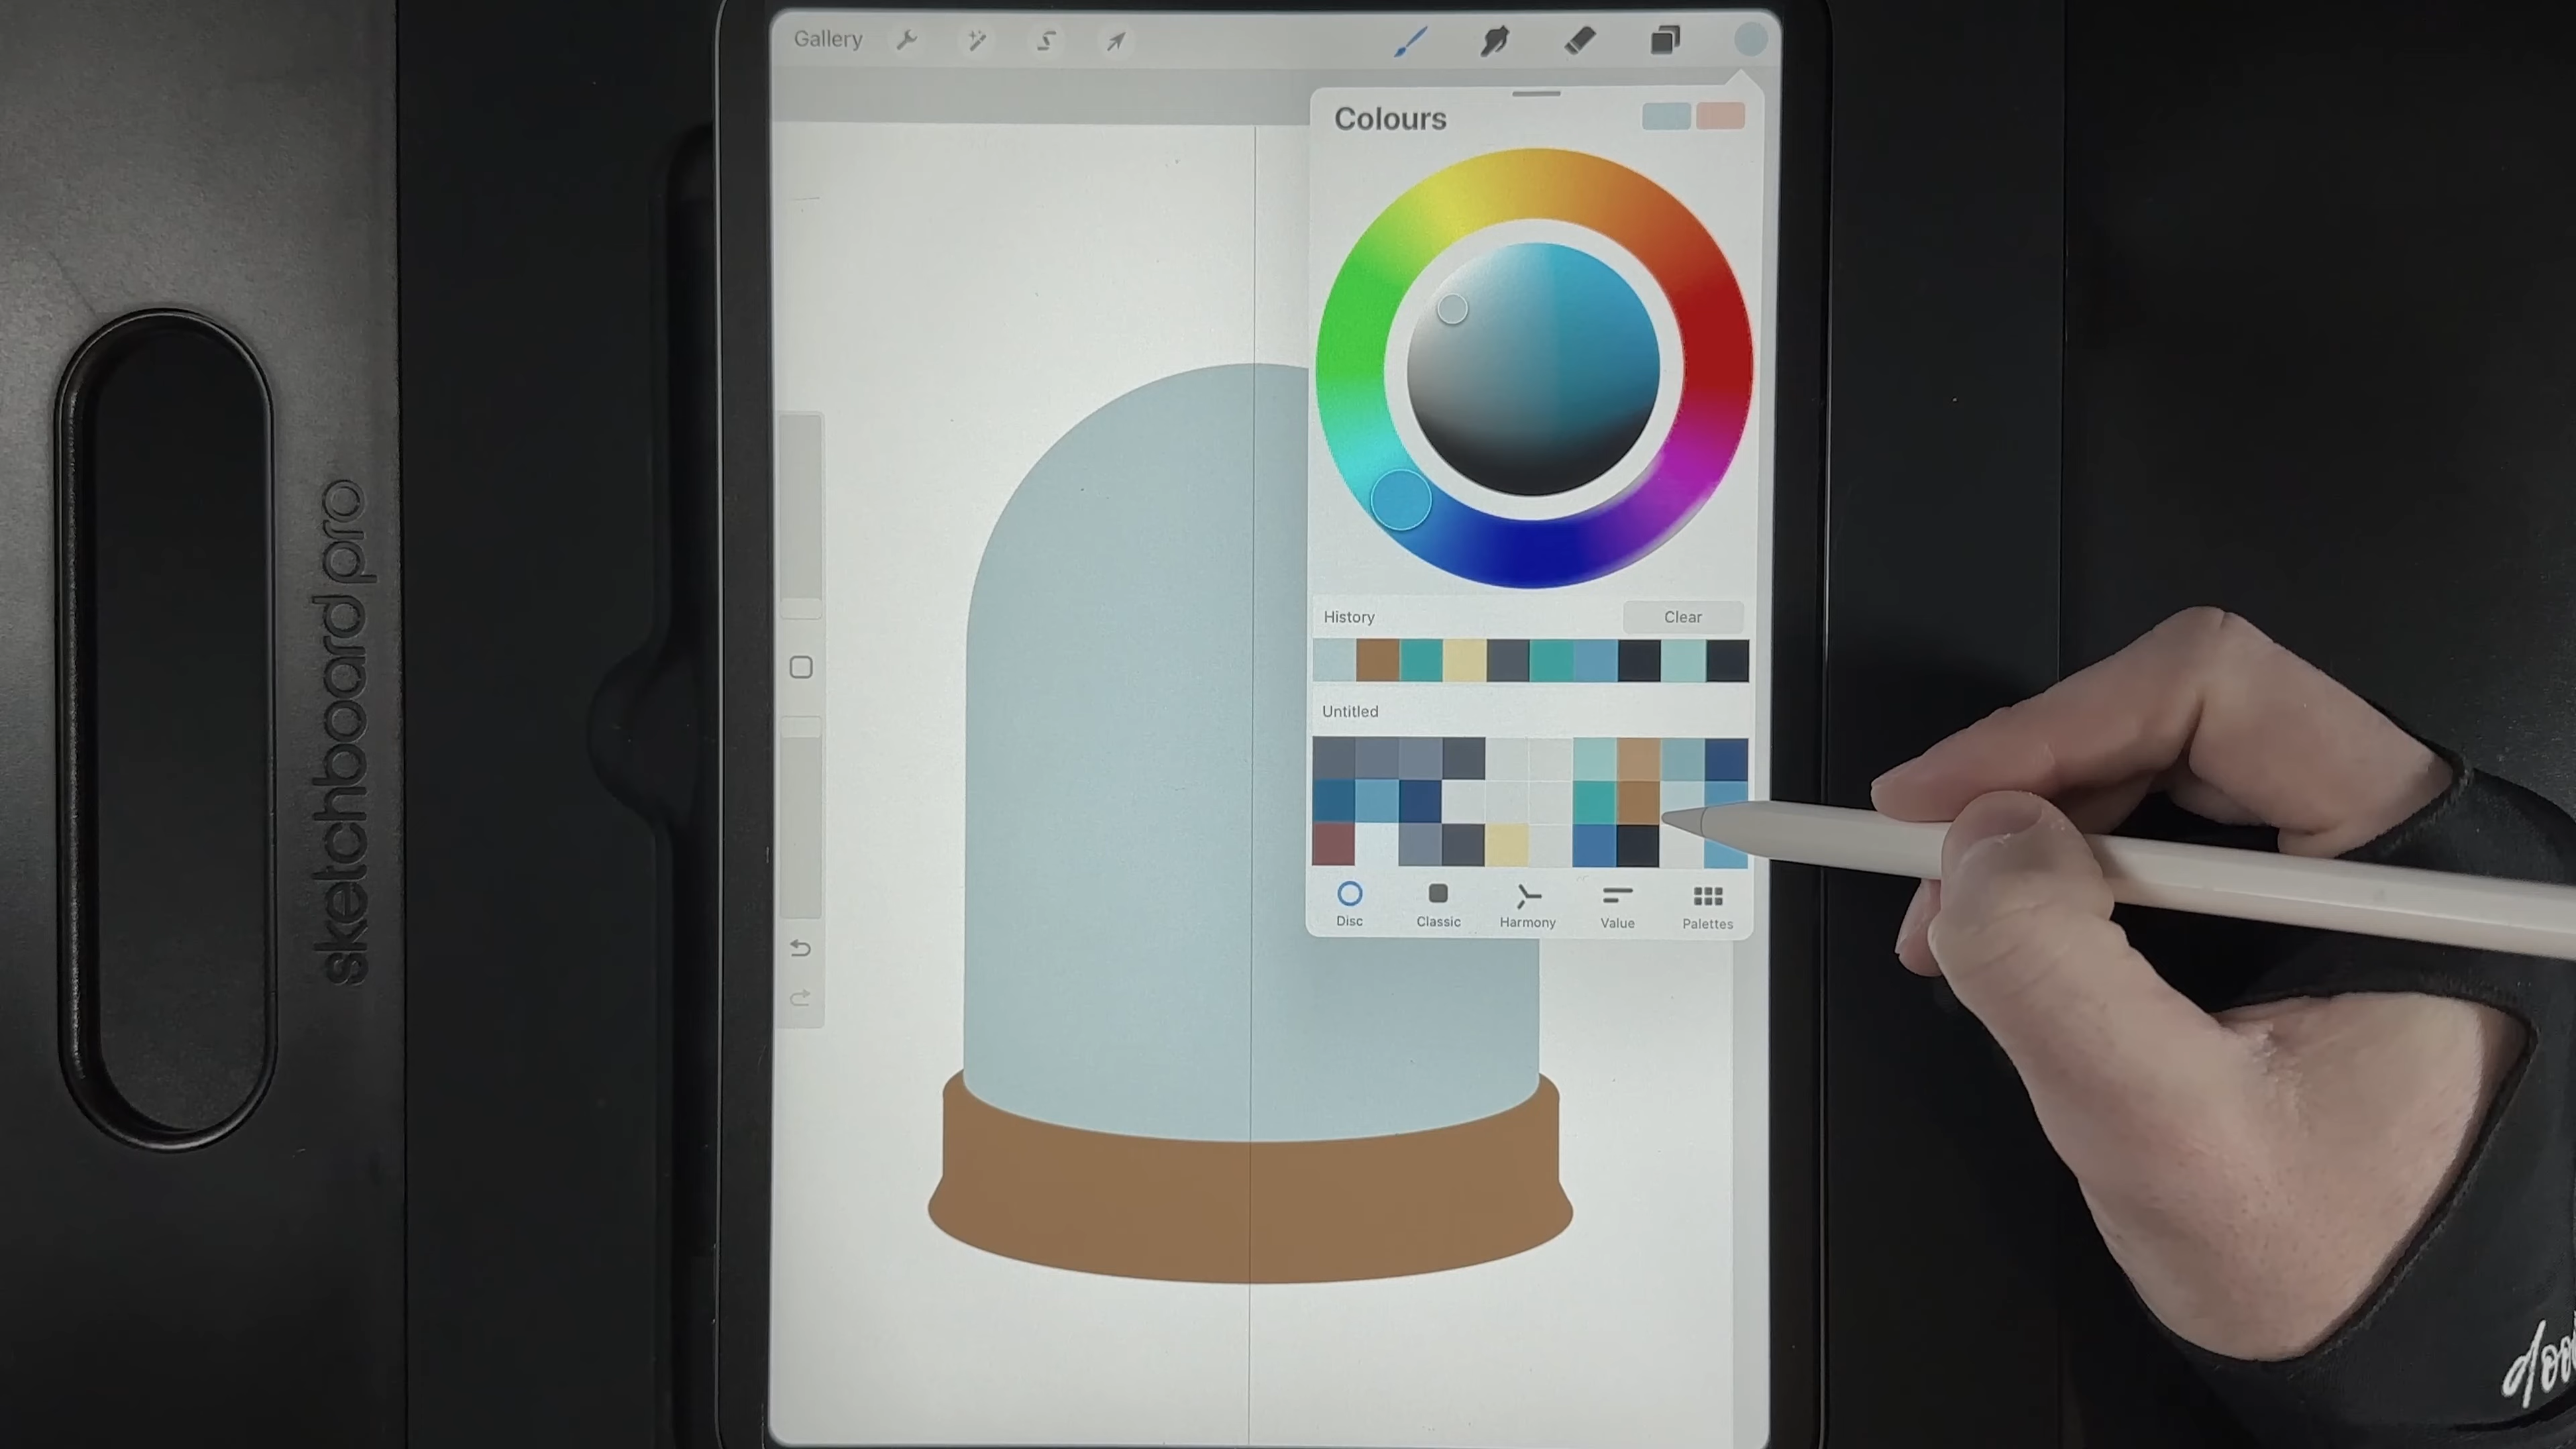 Gallery
Colours
History
Clear
Untitled
Disc
Classic
Harmony
Value
Palettes
sketchboard pro